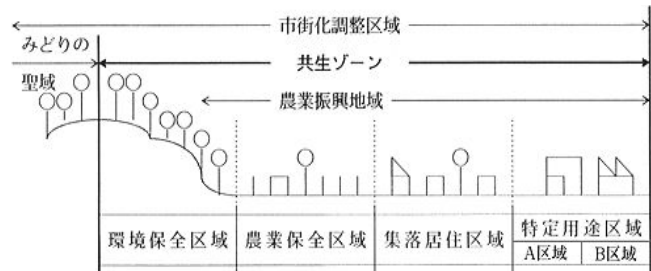 市街化調整区域
みどりの
聖域
共生ゾーン
農業振興地域
環境保全区域
農業保全区域
集落居住区域
特定用途区域
A区域
B区域